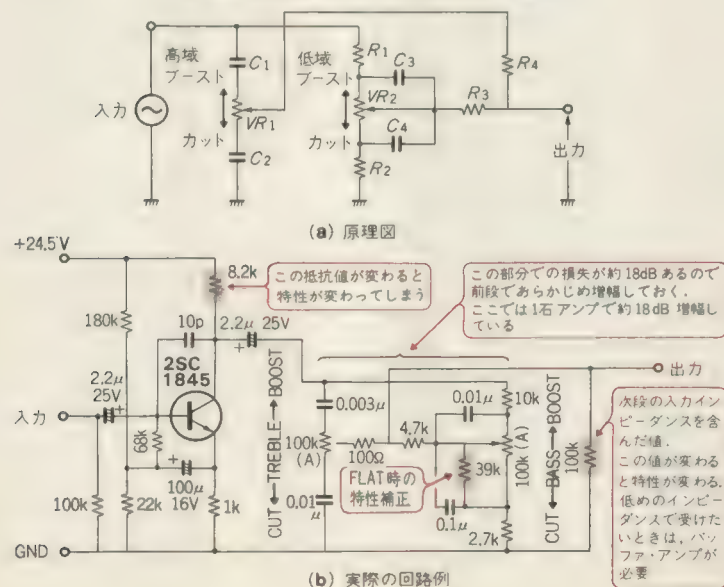 高域
ブースト
カット
C1
VR1
C2
入力
低域
ブースト
カット
R1
C3
VR2
C4
R2
R3
R4
出力
(a) 原理図
+24.5V
8.2k
この抵抗値が変わると
特性が変わってしまう
この部分での損失が約18dBあるので
前段であらかじめ増幅しておく.
ここでは1石アンプで約18dB増幅し
ている
180k
10p
2.2μ 25V
+
2SC
1845
2.2μ
25V
+
入力
68k
+
100μ
16V
100k
22k
1k
GND
CUT←TREBLE→BOOST
0.003μ
100k
(A)
0.01
μ
100Ω
4.7k
0.01μ
10k
39k
FLAT時の
特性補正
0.1μ
100k (A)
2.7k
CUT←BASS→BOOST
100k
出力
次段の入力イン
ピーダンスを含
んだ値.
この値が変わる
と特性が変わる.
低めのインピー
ダンスで受けた
いときは, バッ
ファ・アンプが
必要
(b) 実際の回路例